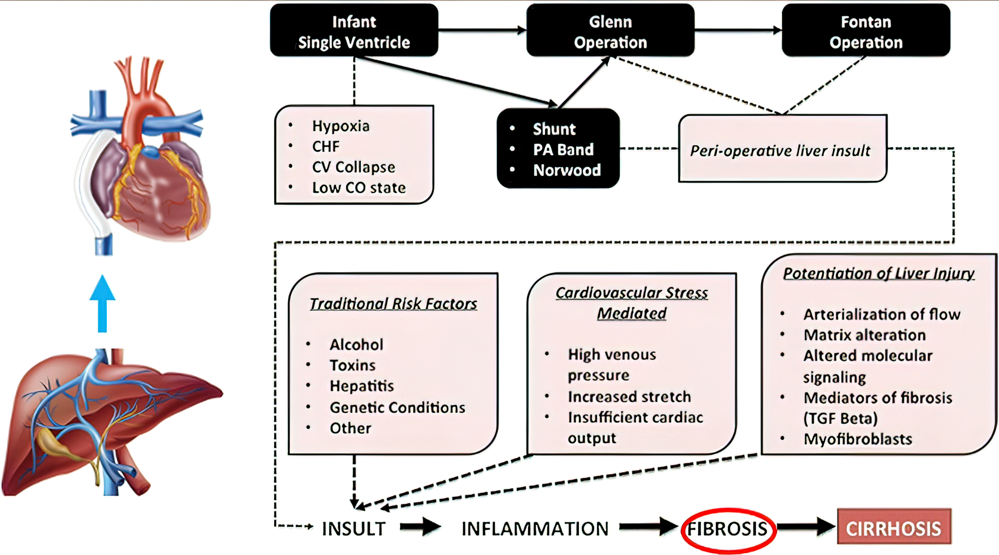 Infant
Single Ventricle
Glenn
Operation
Fontan
Operation
• Hypoxia
• CHF
• CV Collapse
• Low CO state
• Shunt
• PA Band
• Norwood
Peri-operative liver insult
Traditional Risk Factors
• Alcohol
• Toxins
• Hepatitis
• Genetic Conditions
• Other
Cardiovascular Stress
Mediated
• High venous
pressure
• Increased stretch
• Insufficient cardiac
output
Potentiation of Liver Injury
• Arterialization of flow
• Matrix alteration
• Altered molecular
signaling
• Mediators of fibrosis
(TGF Beta)
• Myofibroblasts
INSULT
INFLAMMATION
FIBROSIS
CIRRHOSIS